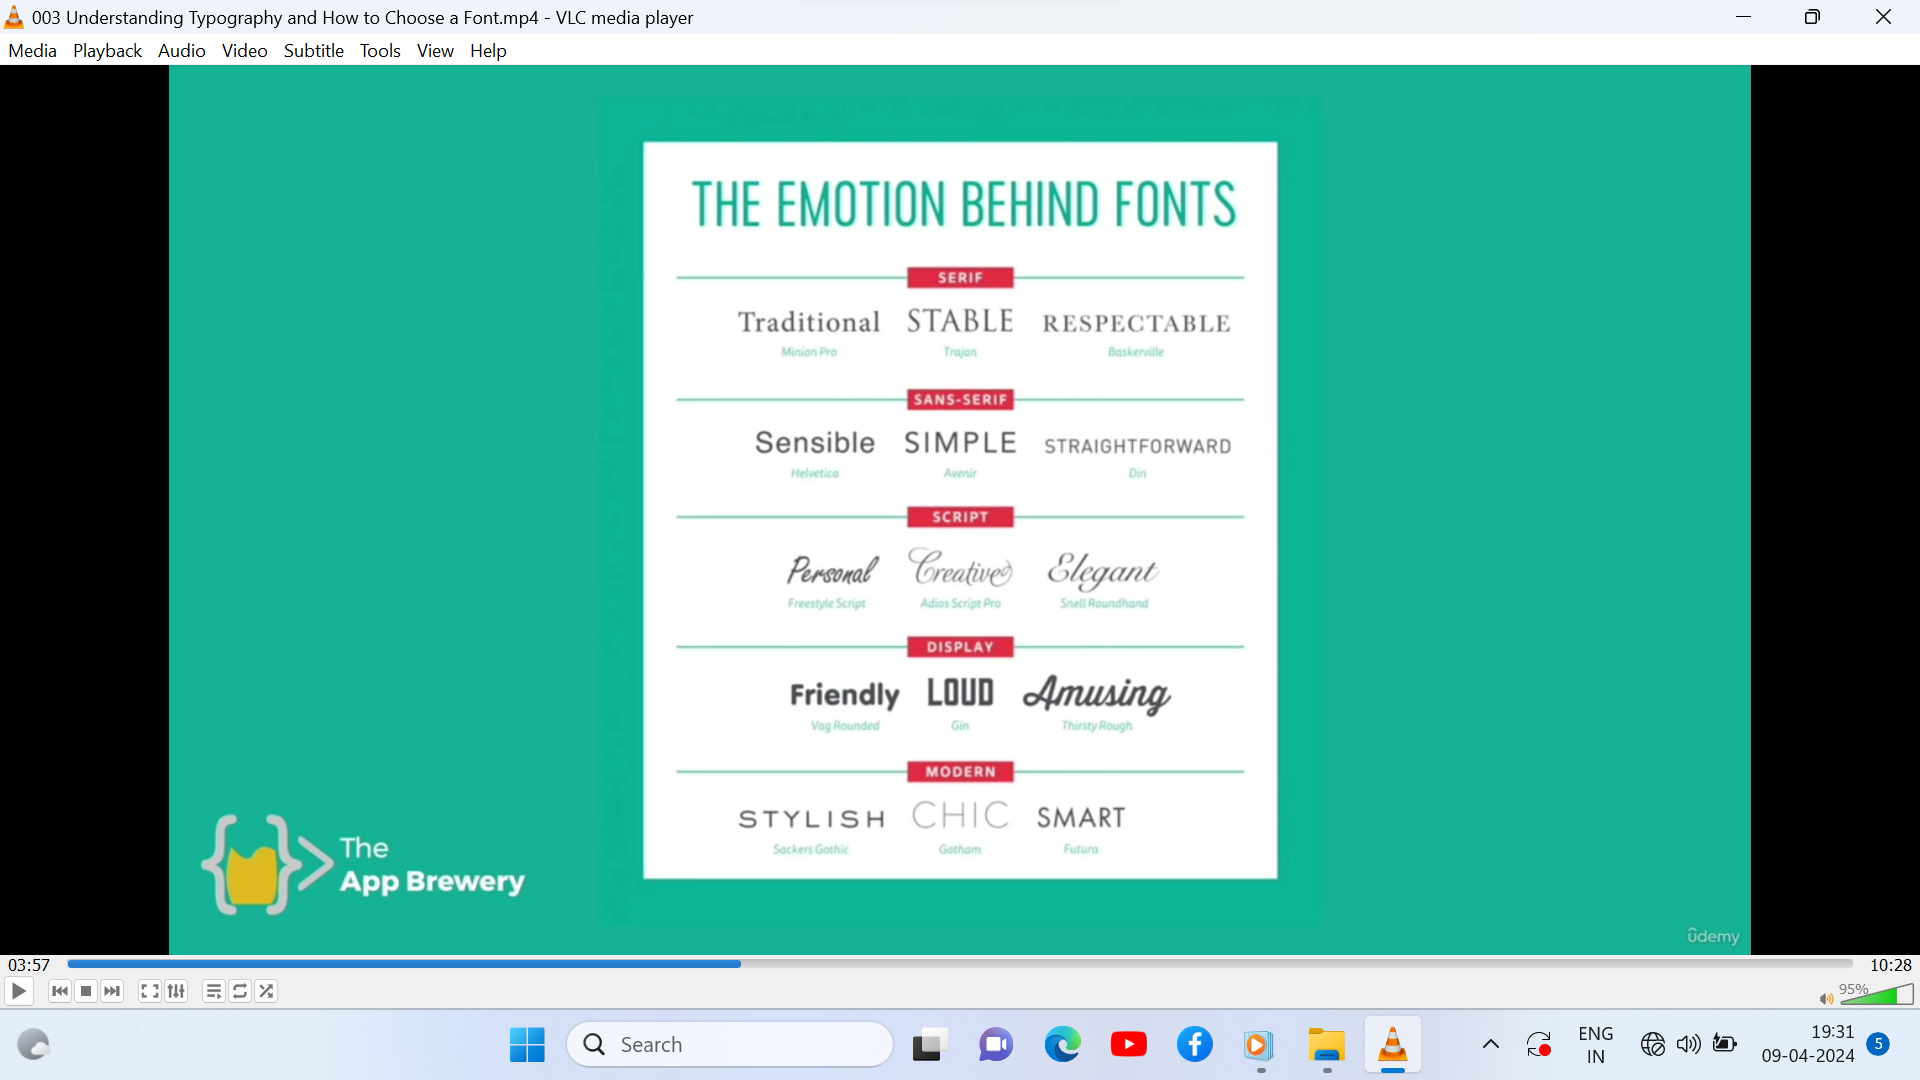 003 Understanding Typography and How to Choose a Font.mp4 - VLC media player
Media Playback Audio Video Subtitle Tools View Help
THE EMOTION BEHIND FONTS
SERIF
Traditional STABLE RESPECTABLE
Minion Pro Trajan Baskerville
SANS-SERIF
Sensible SIMPLE STRAIGHTFORWARD
Helvetica Avenir Din
SCRIPT
Personal Creative Elegant
Freestyle Script Adios Script Pro Snell Roundhand
DISPLAY
Friendly LOUD Amusing
Vag Rounded Gin Thirsty Rough
MODERN
STYLISH CHIC SMART
Sackers Gothic Gotham Futura
The
App Brewery
ûdemy
03:57 10:28
95%
Search
ENG
IN
19:31
09-04-2024
5